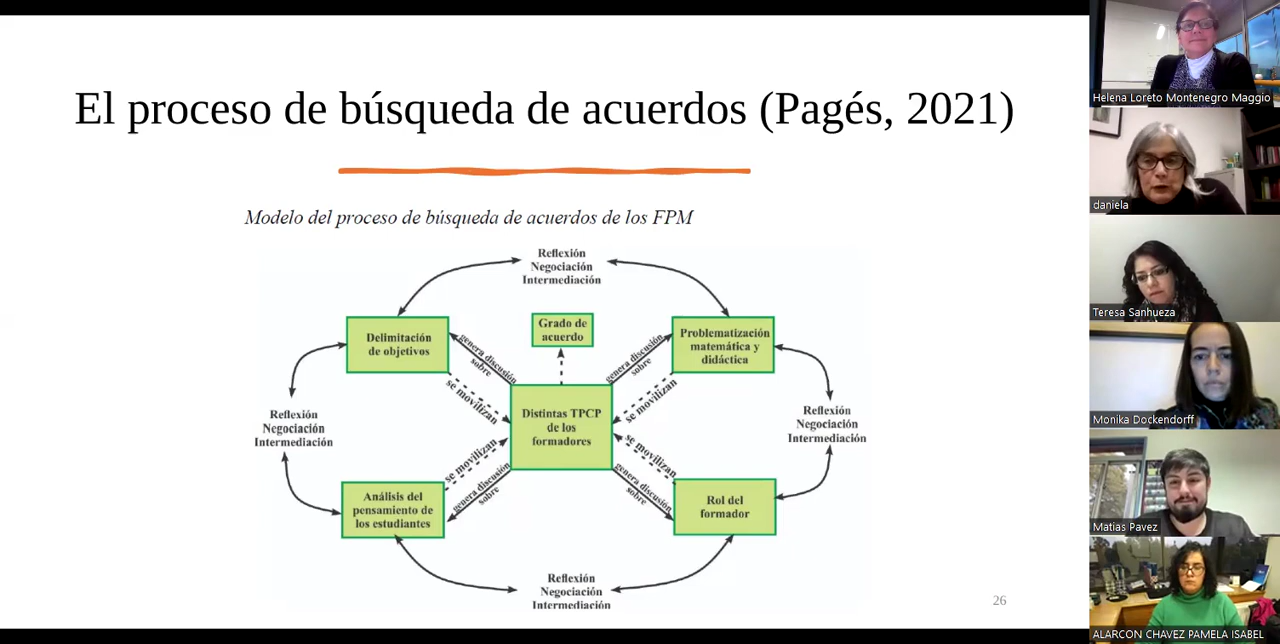 El proceso de búsqueda de acuerdos (Pagés, 2021)
Modelo del proceso de búsqueda de acuerdos de los FPM
Reflexión
Negociación
Intermediación
Delimitación
de objetivos
Grado de
acuerdo
Problematización
matemática y
didáctica
genera discusión
sobre
se movilizan
genera discusión
sobre
se movilizan
Reflexión
Negociación
Intermediación
Distintas TPCP
de los
formadores
Reflexión
Negociación
Intermediación
se movilizan
genera discusión
sobre
se movilizan
genera discusión
sobre
Análisis del
pensamiento de
los estudiantes
Rol del
formador
Reflexión
Negociación
Intermediación
26
Helena Loreto Montenegro Maggio
daniela
Teresa Sanhueza
Monika Dockendorff
Matias Pavez
ALARCON CHAVEZ PAMELA ISABEL